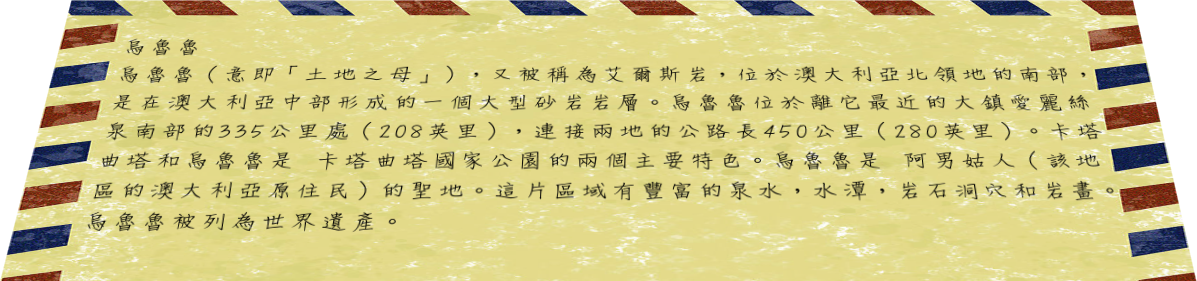 烏魯魯
烏魯魯（意即「土地之母」），又被稱為艾爾斯岩，位於澳大利亞北領地的南部，
是在澳大利亞中部形成的一個大型砂岩岩層。烏魯魯位於離它最近的大鎮愛麗絲
泉南部的335公里處（208英里），連接兩地的公路長450公里（280英里）。卡塔
曲塔和烏魯魯是 卡塔曲塔國家公園的兩個主要特色。烏魯魯是 阿男姑人（該地
區的澳大利亞原住民）的聖地。這片區域有豐富的泉水，水潭，岩石洞穴和岩畫。
烏魯魯被列為世界遺產。